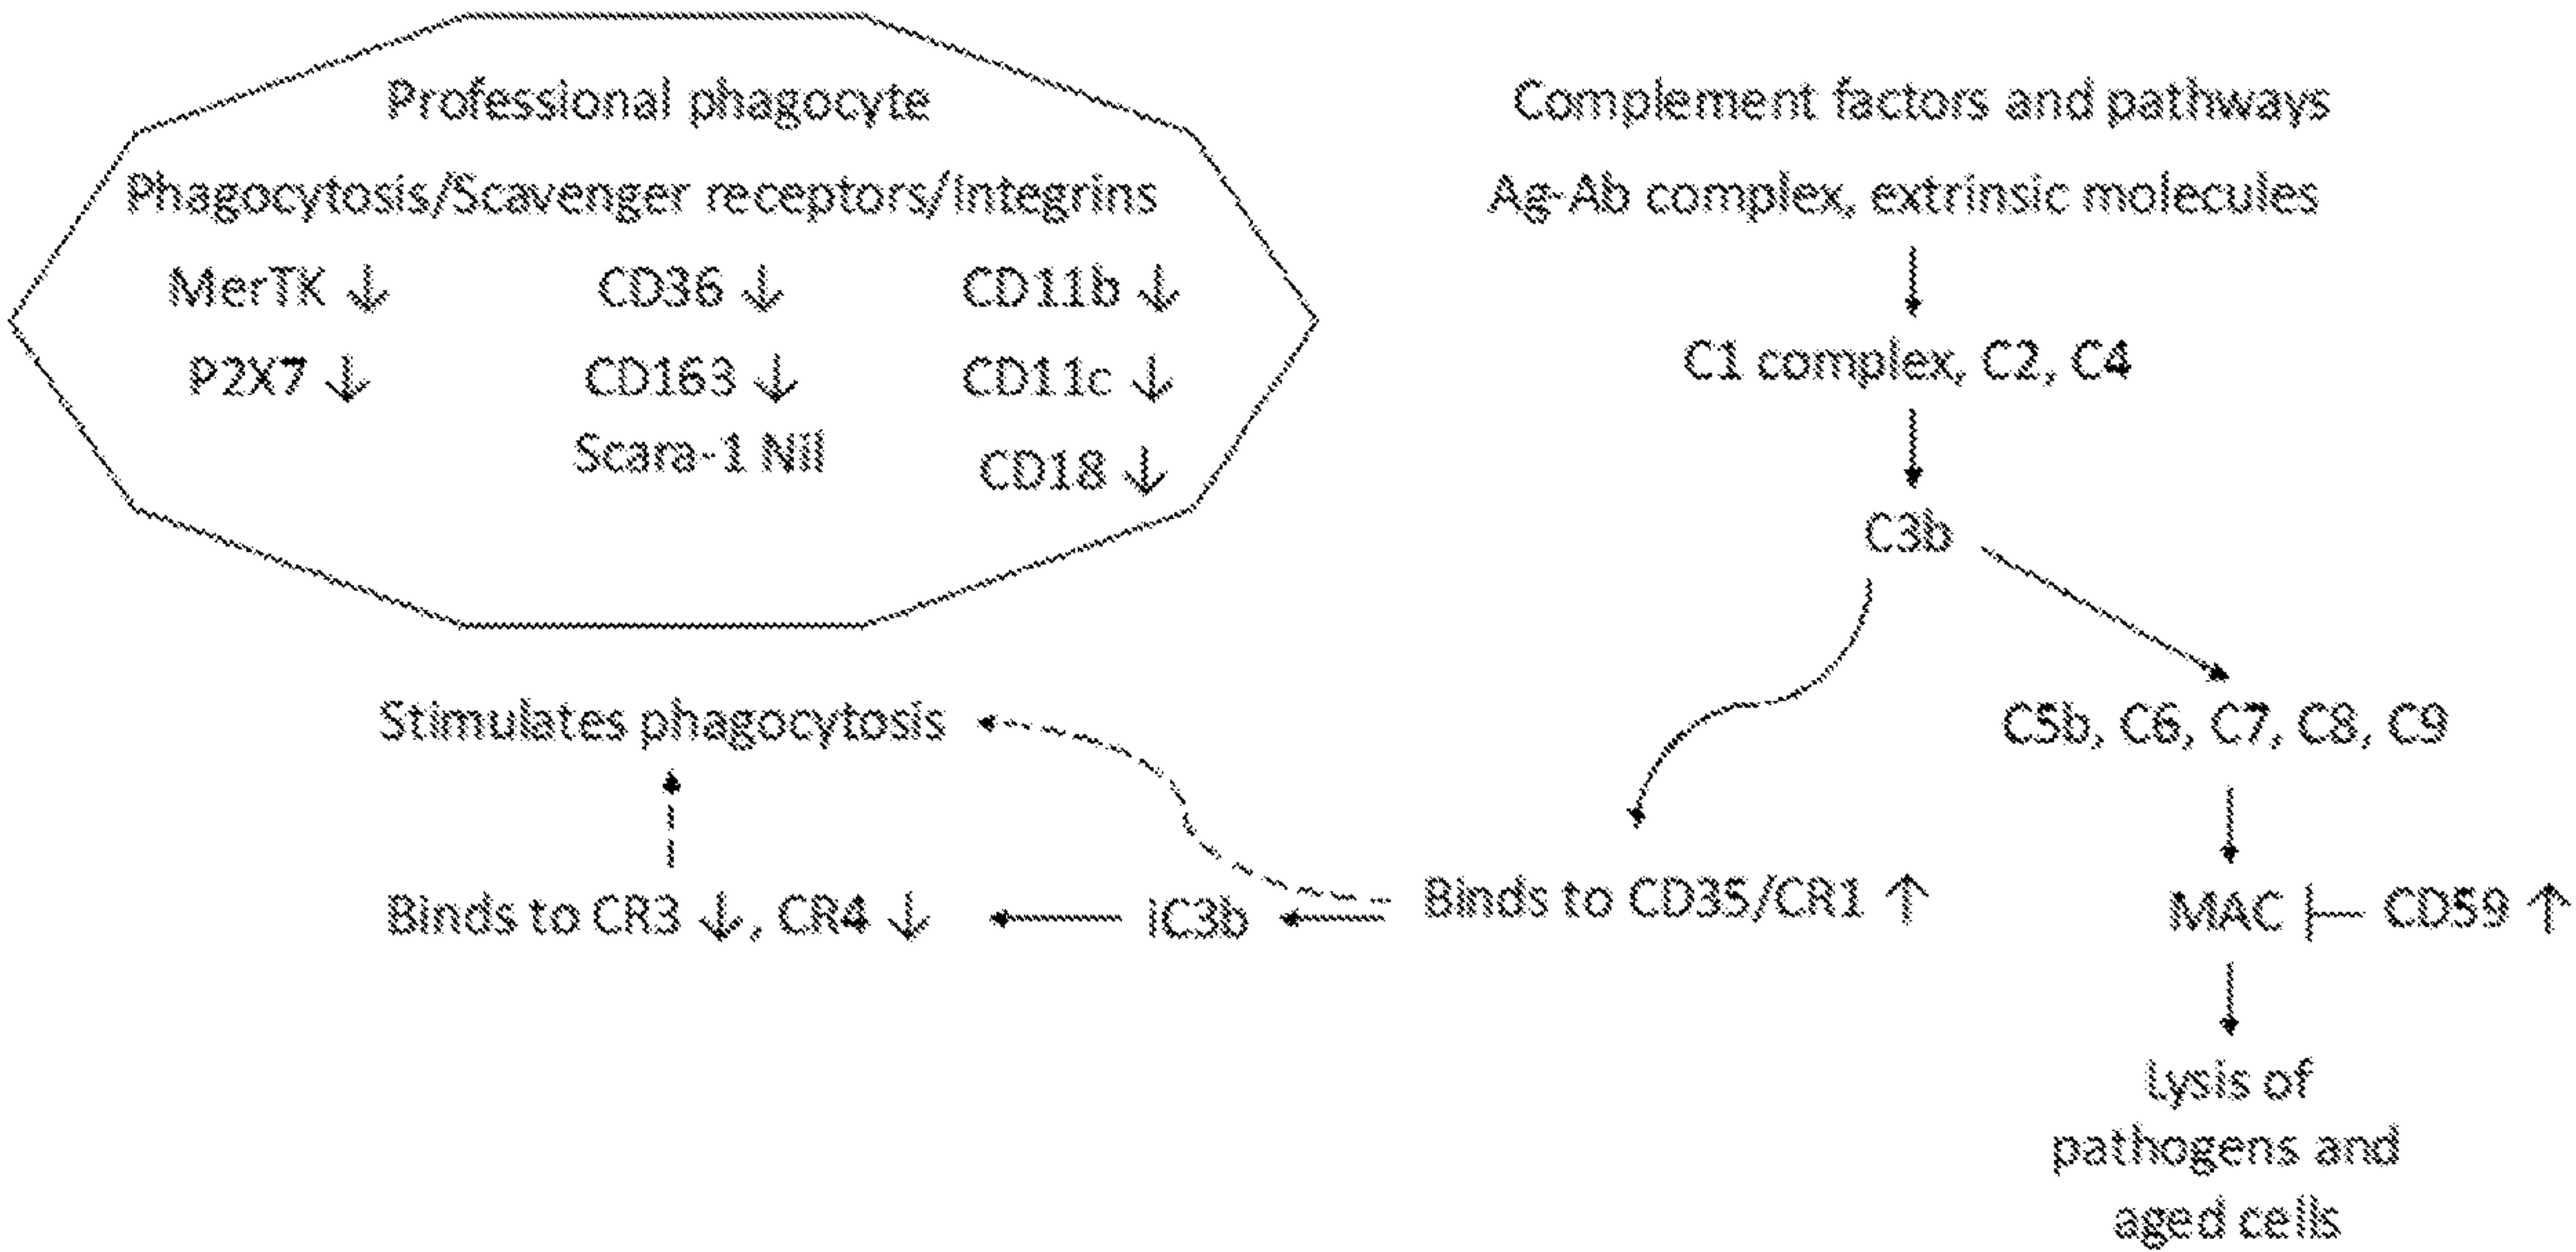 Professional phagocyte
Phagocytosis/Scavenger receptors/Integrins
MerTK ↓ CD36 ↓ CD11b ↓
P2X7 ↓ CD163 ↓ CD11c ↓
Scara-1 Nil CD18 ↓
Complement factors and pathways
Ag-Ab complex, extrinsic molecules
C1 complex, C2, C4
C3b
Stimulates phagocytosis
C5b, C6, C7, C8, C9
Binds to CR3 ↓, CR4 ↓
iC3b
Binds to CD35/CR1 ↑
MAC
CD59 ↑
Lysis of
pathogens and
aged cells